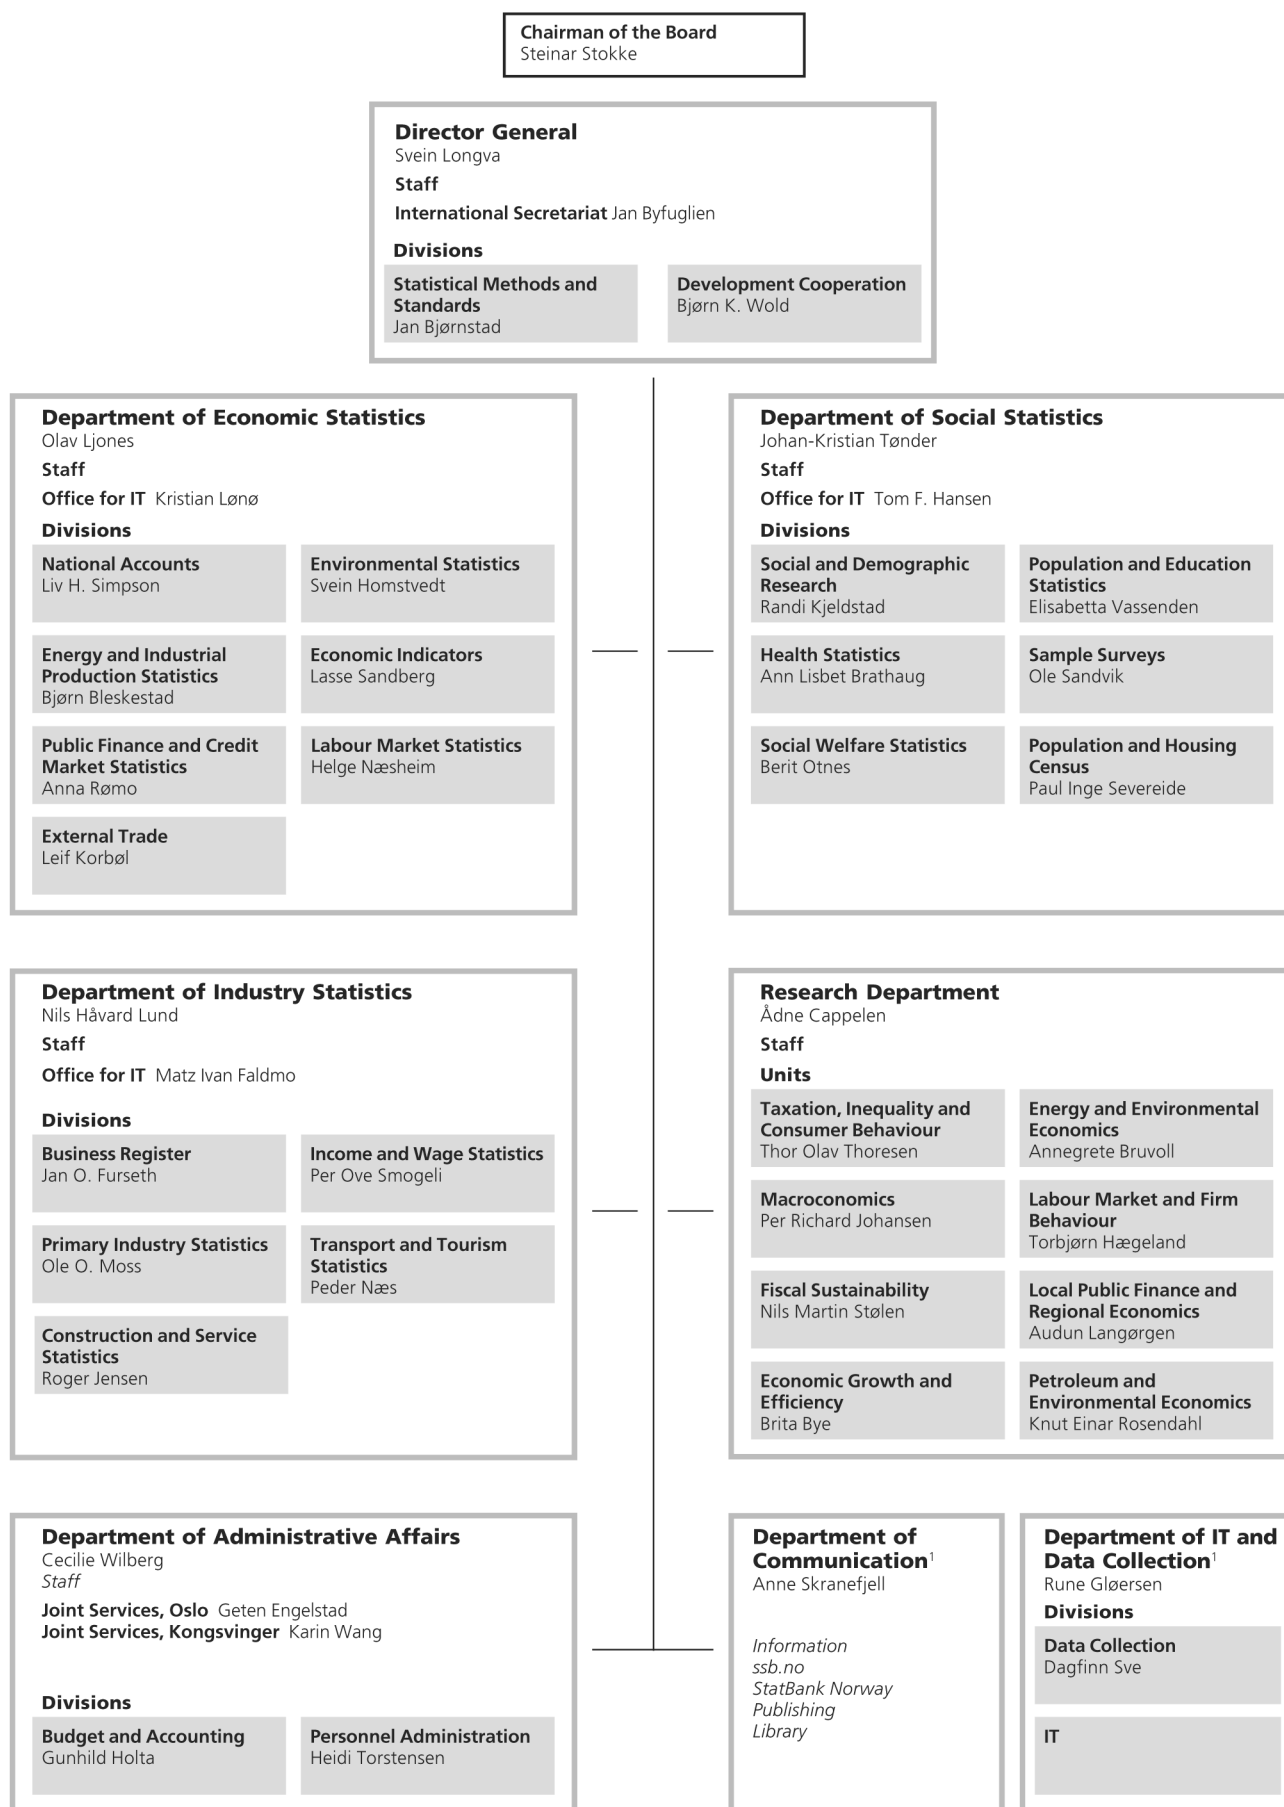 Chairman of the Board
Steinar Stokke
Director General
Svein Longva
Staff
International Secretariat Jan Byfuglien
Divisions
Statistical Methods and
Standards
Jan Bjørnstad
Development Cooperation
Bjørn K. Wold
Department of Economic Statistics
Olav Ljones
Staff
Office for IT Kristian Lønø
Divisions
National Accounts
Liv H. Simpson
Environmental Statistics
Svein Homstvedt
Energy and Industrial
Production Statistics
Bjørn Bleskestad
Economic Indicators
Lasse Sandberg
Public Finance and Credit
Market Statistics
Anna Rømo
Labour Market Statistics
Helge Næsheim
External Trade
Leif Korbøl
Department of Social Statistics
Johan-Kristian Tønder
Staff
Office for IT Tom F. Hansen
Divisions
Social and Demographic
Research
Randi Kjeldstad
Population and Education
Statistics
Elisabetta Vassenden
Health Statistics
Ann Lisbet Brathaug
Sample Surveys
Ole Sandvik
Social Welfare Statistics
Berit Otnes
Population and Housing
Census
Paul Inge Severeide
Department of Industry Statistics
Nils Håvard Lund
Staff
Office for IT Matz Ivan Faldmo
Divisions
Business Register
Jan O. Furseth
Income and Wage Statistics
Per Ove Smogeli
Primary Industry Statistics
Ole O. Moss
Transport and Tourism
Statistics
Peder Næs
Construction and Service
Statistics
Roger Jensen
Research Department
Ådne Cappelen
Staff
Units
Taxation, Inequality and
Consumer Behaviour
Thor Olav Thoresen
Energy and Environmental
Economics
Annegrete Bruvoll
Macroconomics
Per Richard Johansen
Labour Market and Firm
Behaviour
Torbjørn Hægeland
Fiscal Sustainability
Nils Martin Stølen
Local Public Finance and
Regional Economics
Audun Langørgen
Economic Growth and
Efficiency
Brita Bye
Petroleum and
Environmental Economics
Knut Einar Rosendahl
Department of Administrative Affairs
Cecilie Wilberg
Staff
Joint Services, Oslo Geten Engelstad
Joint Services, Kongsvinger Karin Wang
Divisions
Budget and Accounting
Gunhild Holta
Personnel Administration
Heidi Torstensen
Department of
Communication¹
Anne Skranefjell
Information
ssb.no
StatBank Norway
Publishing
Library
Department of IT and
Data Collection¹
Rune Gløersen
Divisions
Data Collection
Dagfinn Sve
IT